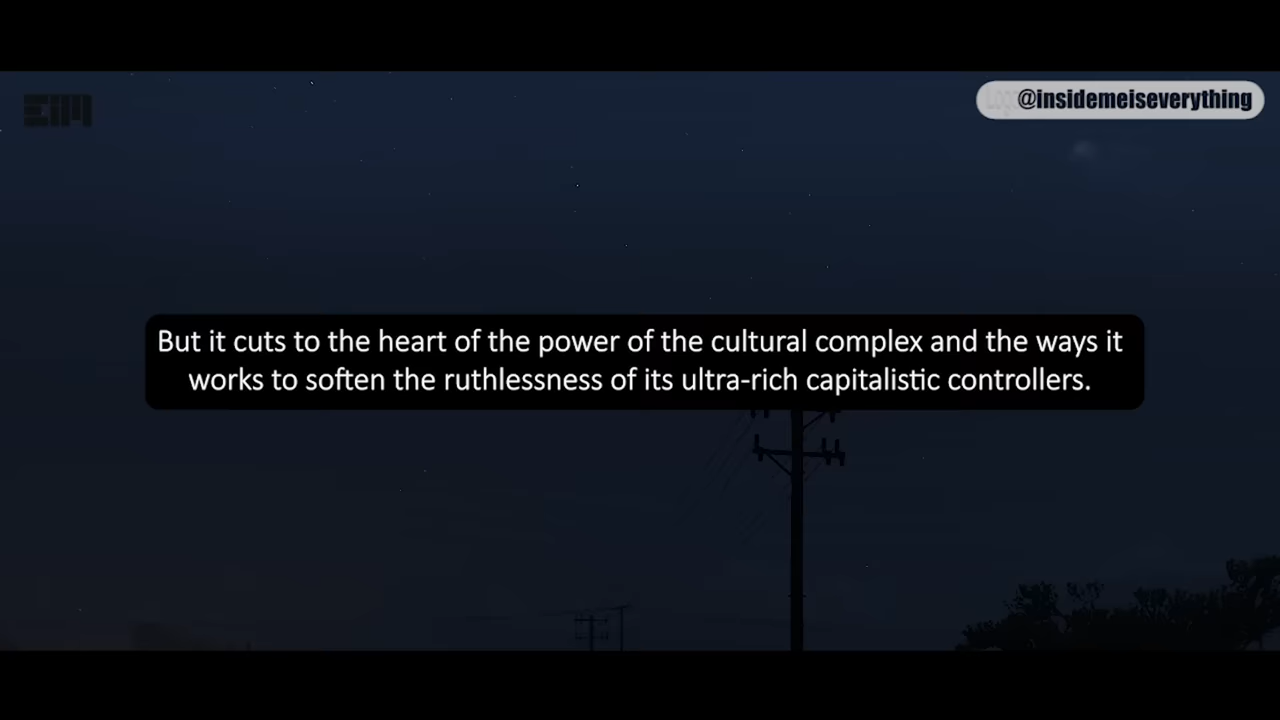 @insidemeiseverything
But it cuts to the heart of the power of the cultural complex and the ways it
works to soften the ruthlessness of its ultra-rich capitalistic controllers.